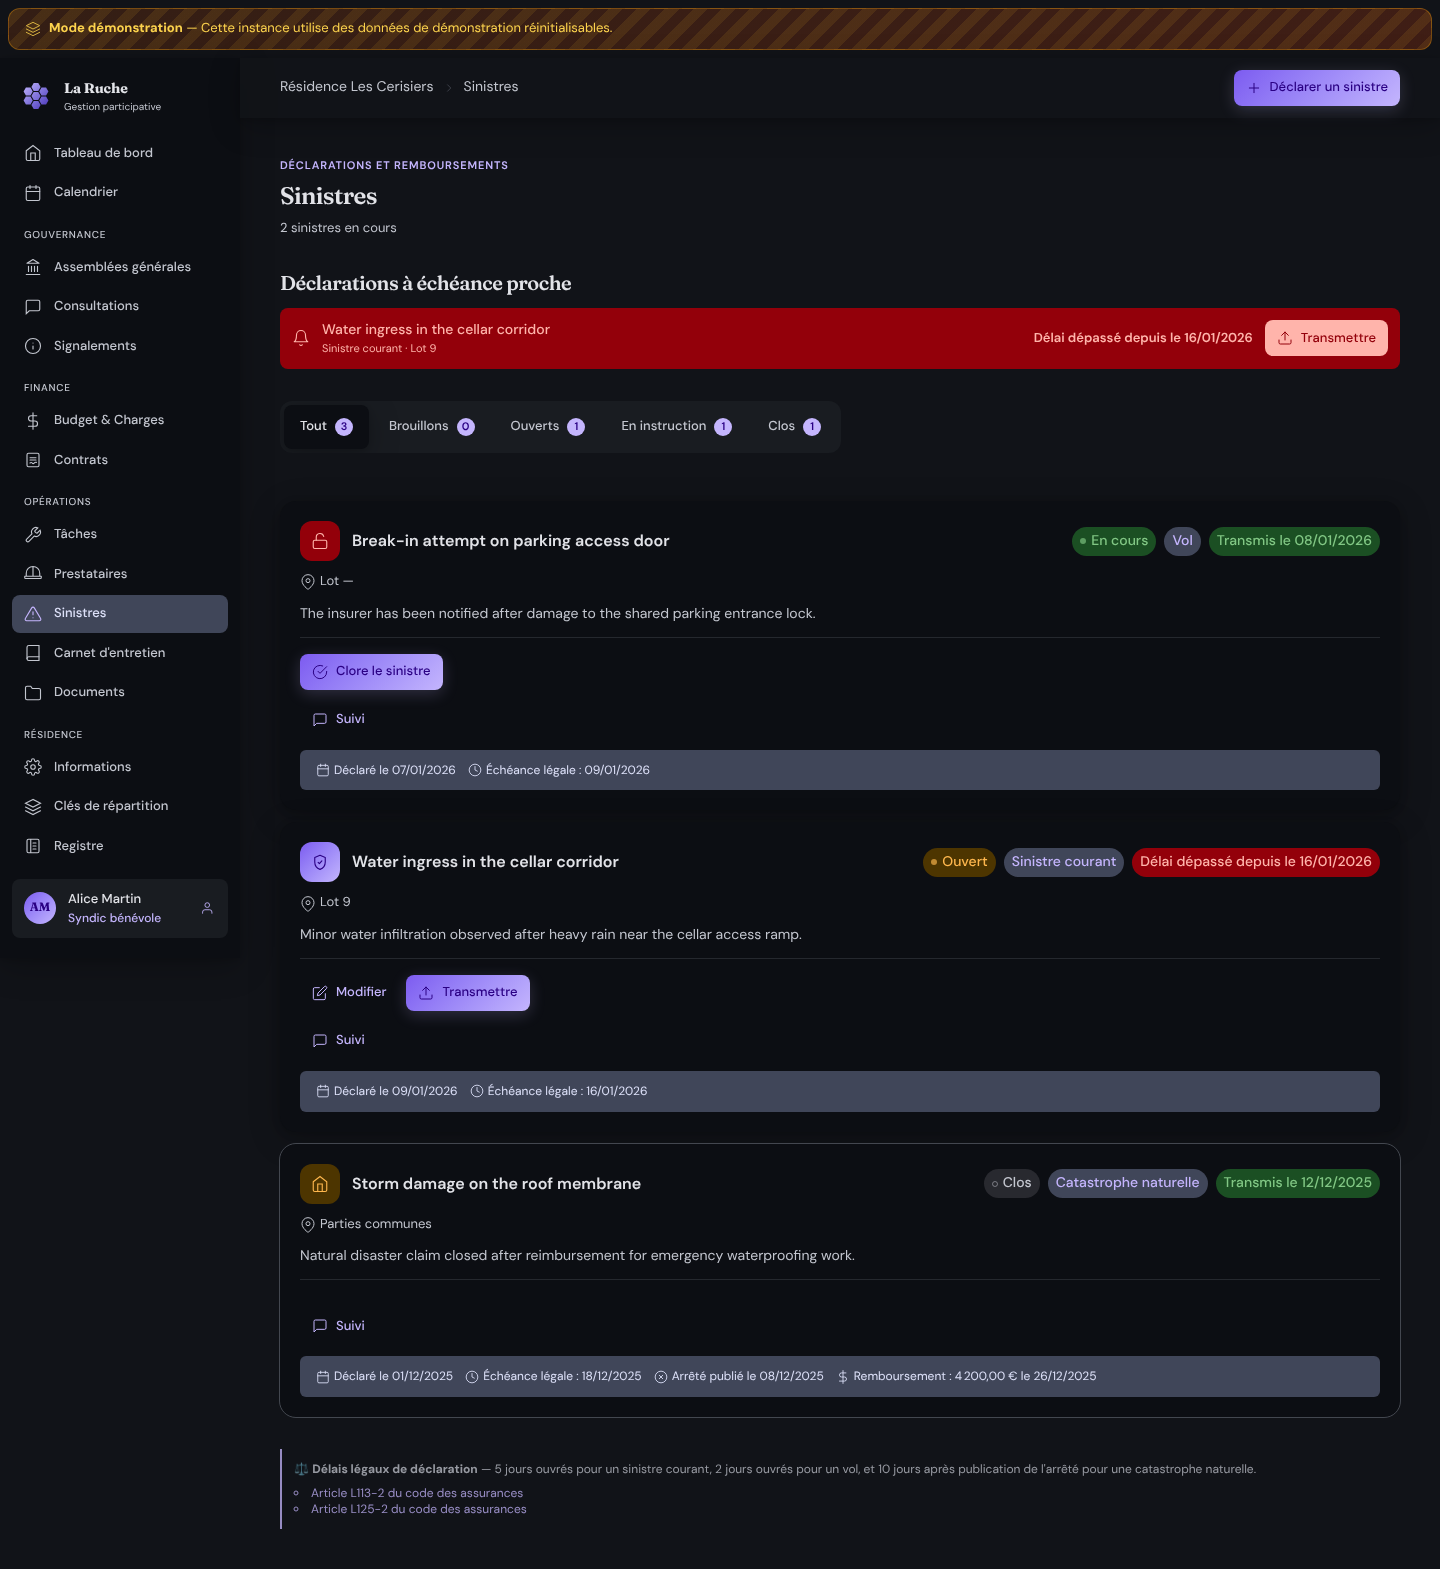 Mode démonstration — Cette instance utilise des données de démonstration réinitialisables.
La Ruche
Gestion participative
Tableau de bord
Calendrier
GOUVERNANCE
Assemblées générales
Consultations
Signalements
FINANCE
Budget & Charges
Contrats
OPÉRATIONS
Tâches
Prestataires
Sinistres
Carnet d'entretien
Documents
RÉSIDENCE
Informations
Clés de répartition
Registre
AM
Alice Martin
Syndic bénévole
Résidence Les Cerisiers > Sinistres
Déclarer un sinistre
DÉCLARATIONS ET REMBOURSEMENTS
Sinistres
2 sinistres en cours
Déclarations à échéance proche
Water ingress in the cellar corridor
Sinistre courant · Lot 9
Délai dépassé depuis le 16/01/2026
Transmettre
Tout 3 Brouillons 0 Ouverts 1 En instruction 1 Clos 1
Break-in attempt on parking access door
En cours Vol Transmis le 08/01/2026
Lot —
The insurer has been notified after damage to the shared parking entrance lock.
Clore le sinistre
Suivi
Déclaré le 07/01/2026 Échéance légale : 09/01/2026
Water ingress in the cellar corridor
Ouvert Sinistre courant Délai dépassé depuis le 16/01/2026
Lot 9
Minor water infiltration observed after heavy rain near the cellar access ramp.
Modifier Transmettre
Suivi
Déclaré le 09/01/2026 Échéance légale : 16/01/2026
Storm damage on the roof membrane
Clos Catastrophe naturelle Transmis le 12/12/2025
Parties communes
Natural disaster claim closed after reimbursement for emergency waterproofing work.
Suivi
Déclaré le 01/12/2025 Échéance légale : 18/12/2025 Arrêté publié le 08/12/2025 Remboursement : 4 200,00 € le 26/12/2025
⚖️ Délais légaux de déclaration — 5 jours ouvrés pour un sinistre courant, 2 jours ouvrés pour un vol, et 10 jours après publication de l'arrêté pour une catastrophe naturelle.
Article L113-2 du code des assurances
Article L125-2 du code des assurances